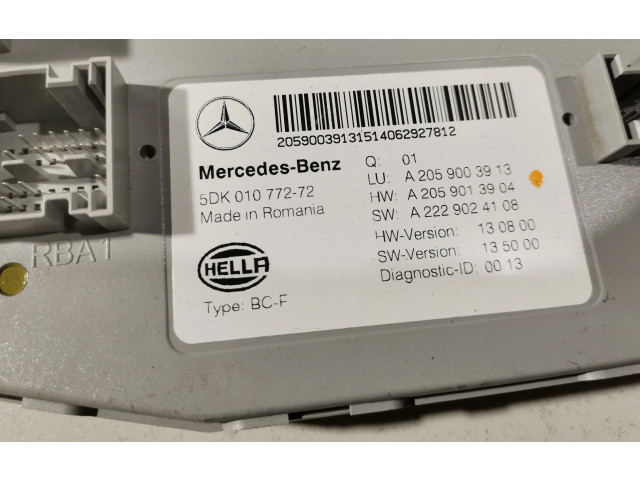 2059003913151406292​7812
Mercedes-Benz
5DK 010 772-72
Made in Romania
HELLA
Type: BC-F
Q: 01
LU: A 205 900 39 13
HW: A 205 901 39 04
SW: A 222 902 41 08
HW-Version: 13 08 00
SW-Version: 13 50 00
Diagnostic-ID: 00 13
RBA1